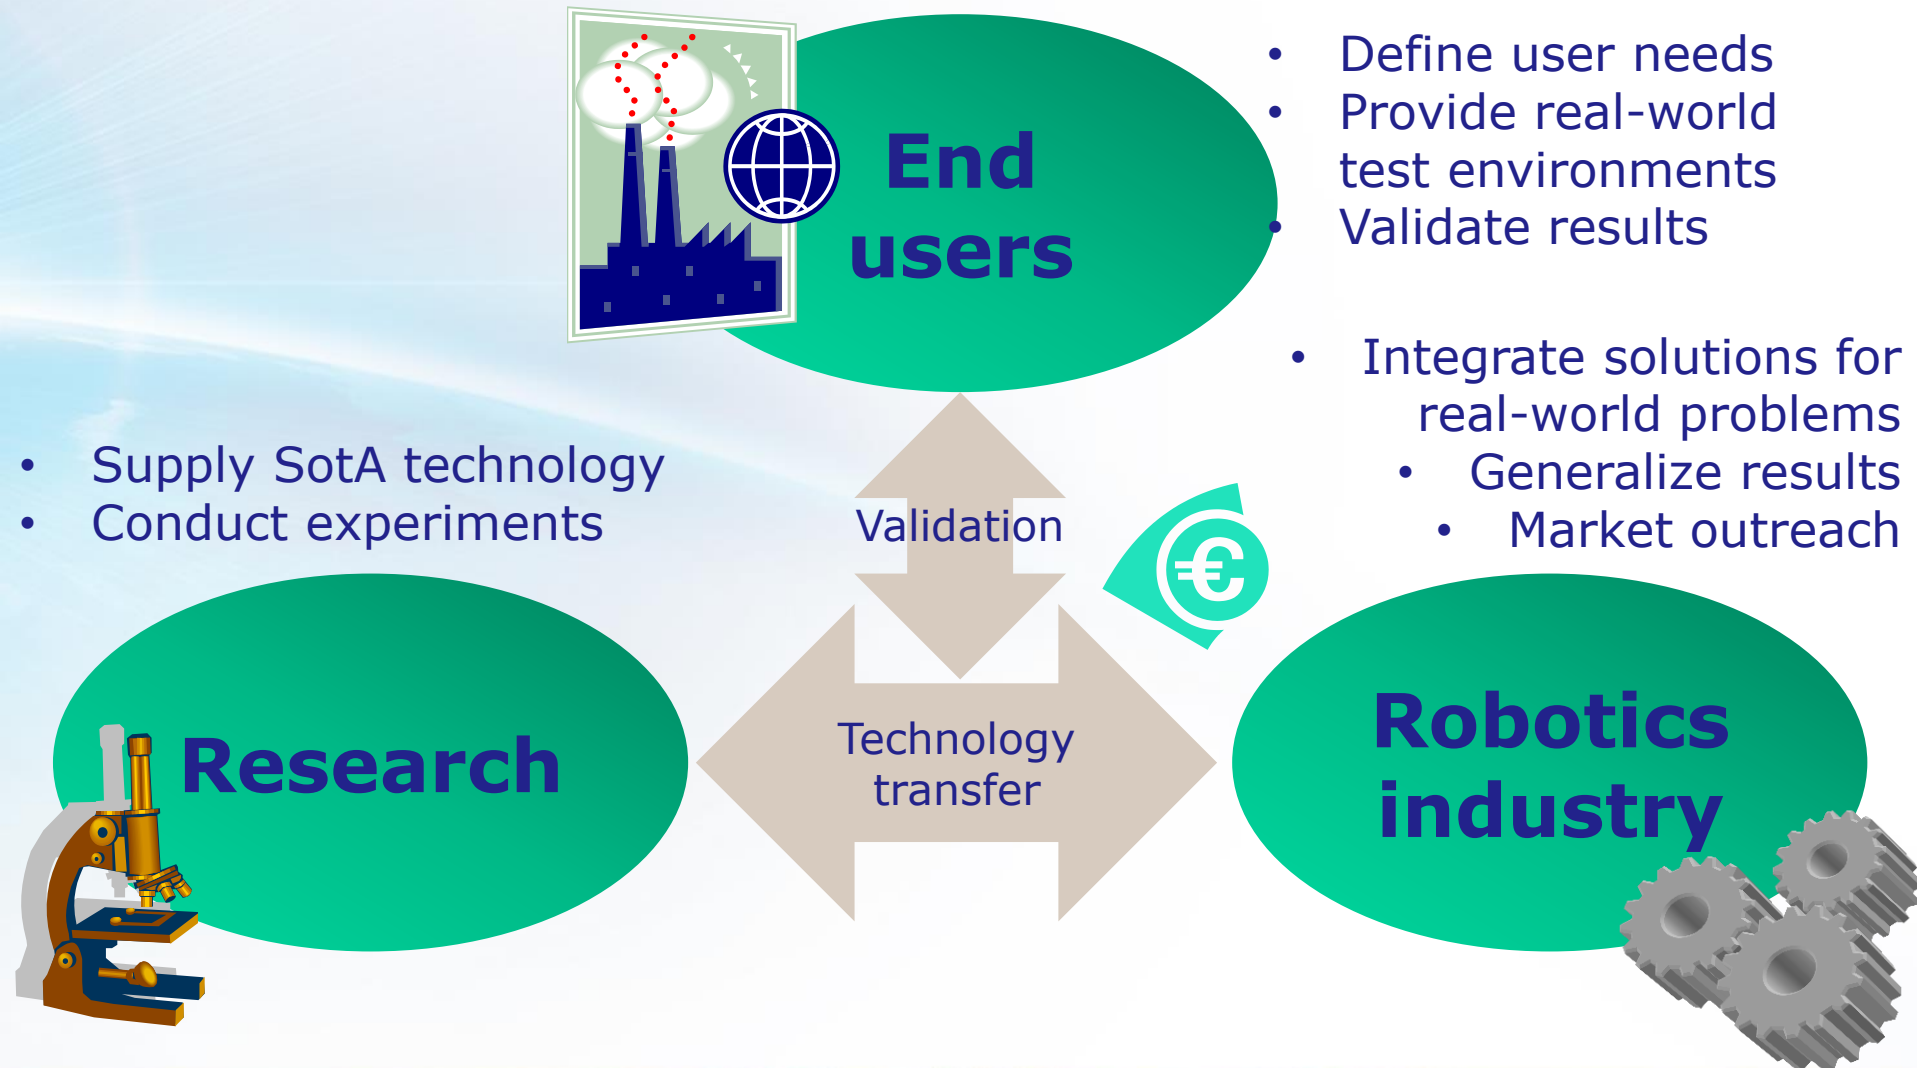 End
users
• Define user needs
• Provide real-world
test environments
• Validate results
• Integrate solutions for
real-world problems
• Generalize results
• Market outreach
• Supply SotA technology
• Conduct experiments
Validation
€
Technology
transfer
Research
Robotics
industry